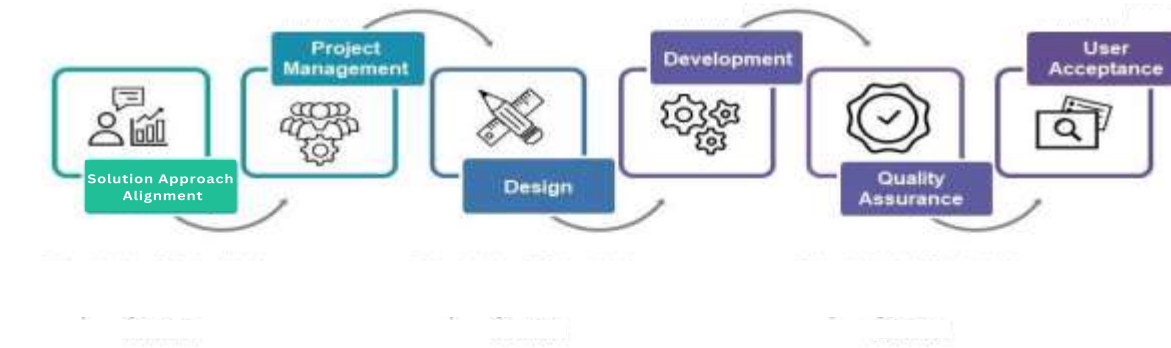 Solution Approach
Alignment
Project
Management
Design
Development
Quality
Assurance
User
Acceptance